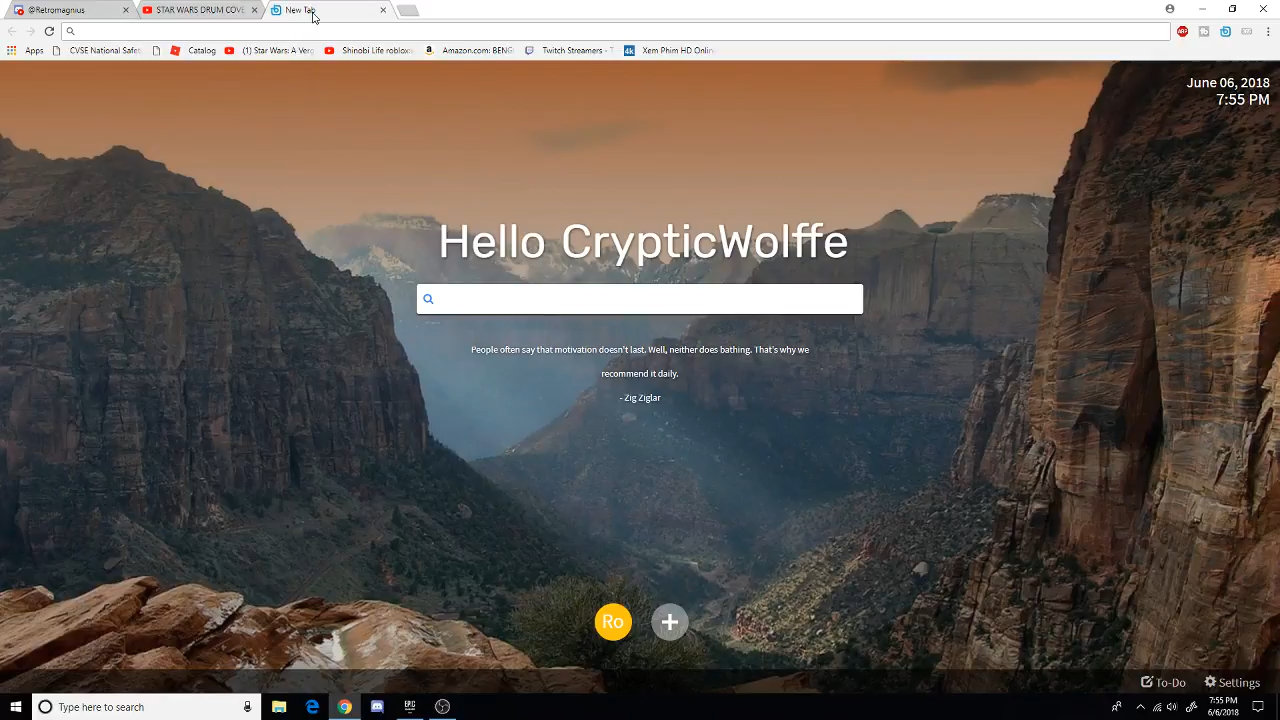 @Retromagnius
STAR WARS DRUM COVE
New Tab
Apps
CVSE National Safet
Catalog
(1) Star Wars: A Verg
Shinobi Life roblox
Amazon.com: BENG
Twitch Streamers - T
4k
Xem Phim HD Onlin
June 06, 2018
7:55 PM
Hello CrypticWolffe
People often say that motivation doesn't last. Well, neither does bathing. That's why we
recommend it daily.
- Zig Ziglar
Ro
To-Do
Settings
Type here to search
EPIC
7:55 PM
6/6/2018